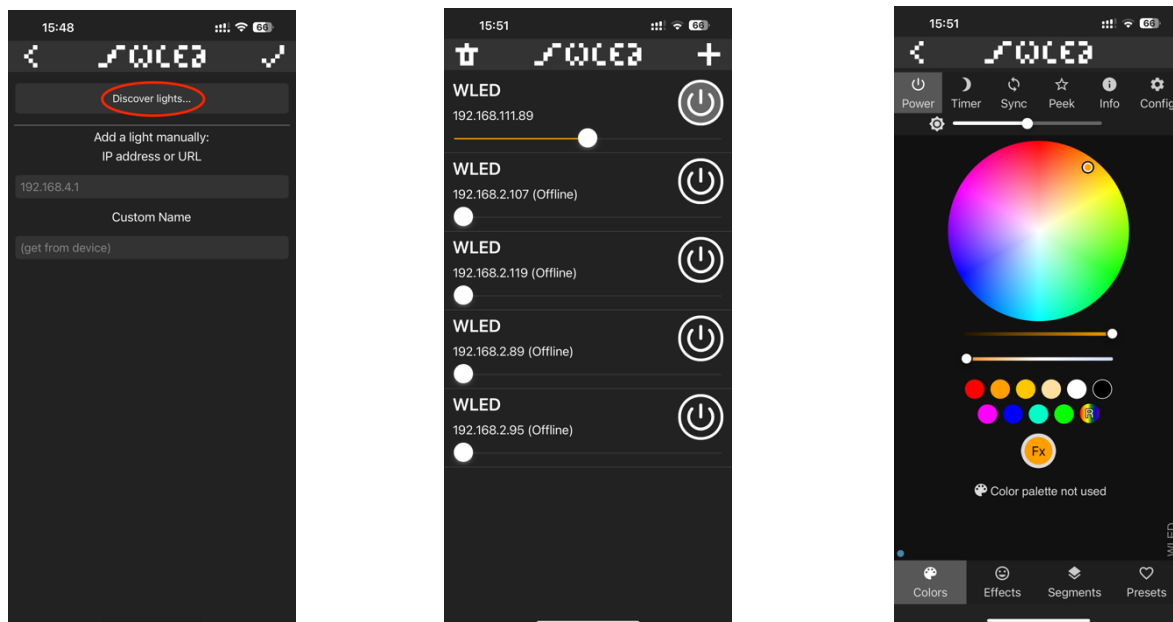 15:48
66
Discover lights...
Add a light manually:
IP address or URL
192.168.4.1
Custom Name
(get from device)
15:51
66
WLED
192.168.111.89
WLED
192.168.2.107 (Offline)
WLED
192.168.2.119 (Offline)
WLED
192.168.2.89 (Offline)
WLED
192.168.2.95 (Offline)
15:51
66
Power Timer Sync Peek Info Config
R
Fx
Color palette not used
WLED
Colors Effects Segments Presets